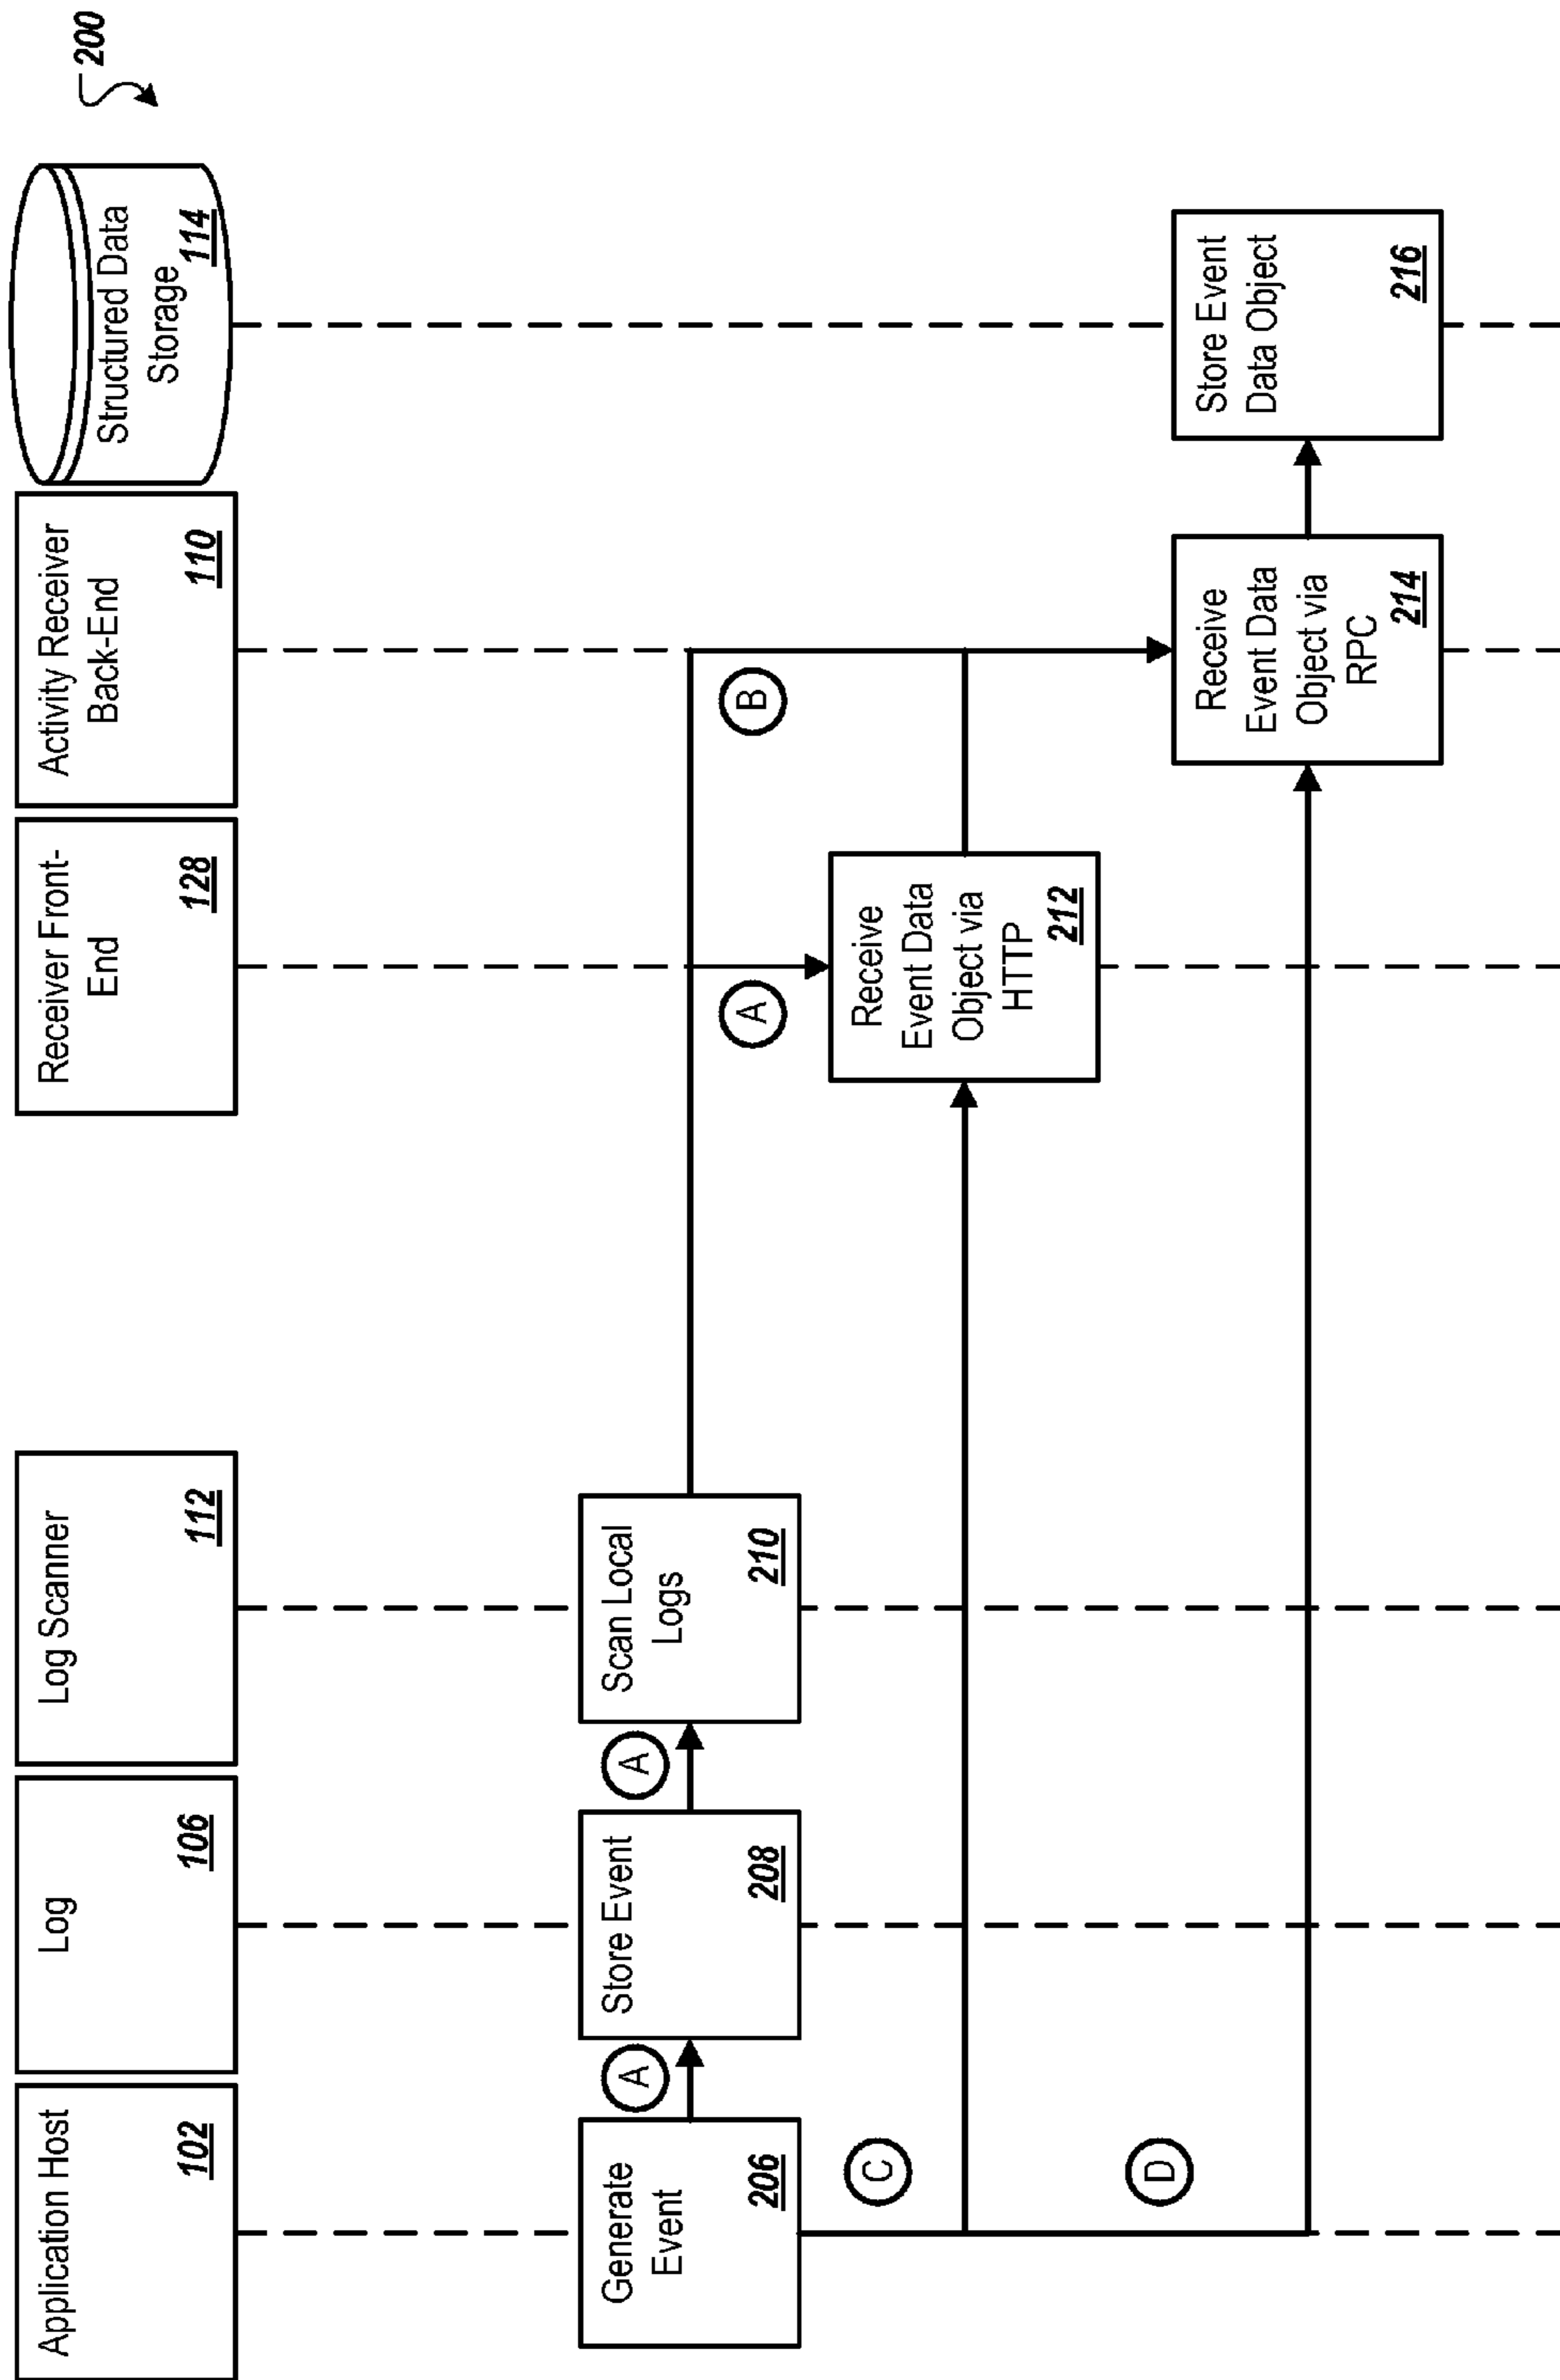 200
Application Host
102
Log
106
Log Scanner
112
Receiver Front-
End
128
Activity Receiver
Back-End
110
Structured Data
Storage
114
Generate
Event
206
A
Store Event
208
A
Scan Local
Logs
210
A
B
C
Receive
Event Data
Object via
HTTP
212
D
Receive
Event Data
Object via
RPC
214
Store Event
Data Object
216